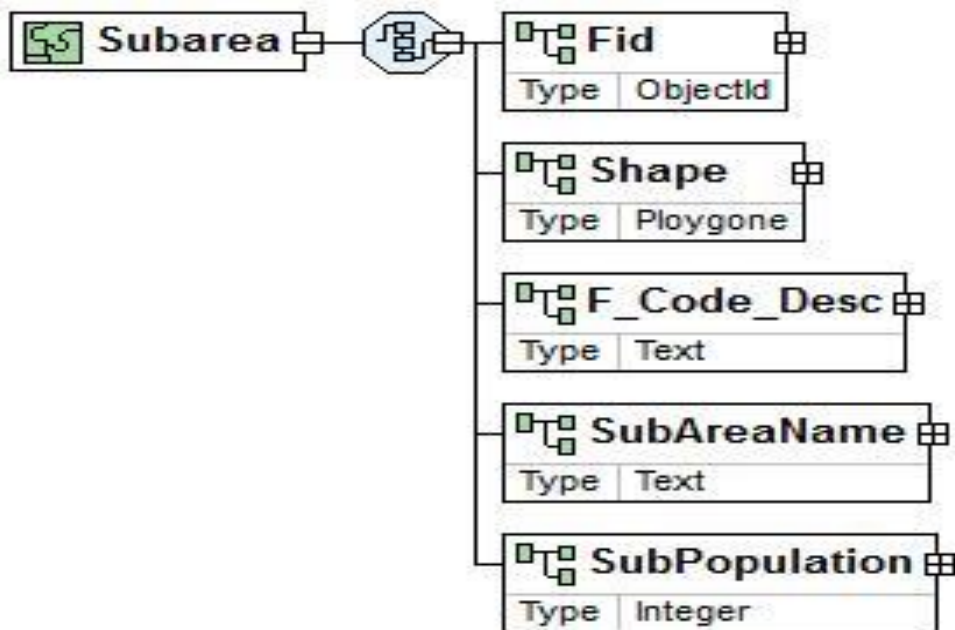 Subarea
Fid
Type ObjectId
Shape
Type Ploygone
F_Code_Desc
Type Text
SubAreaName
Type Text
SubPopulation
Type Integer